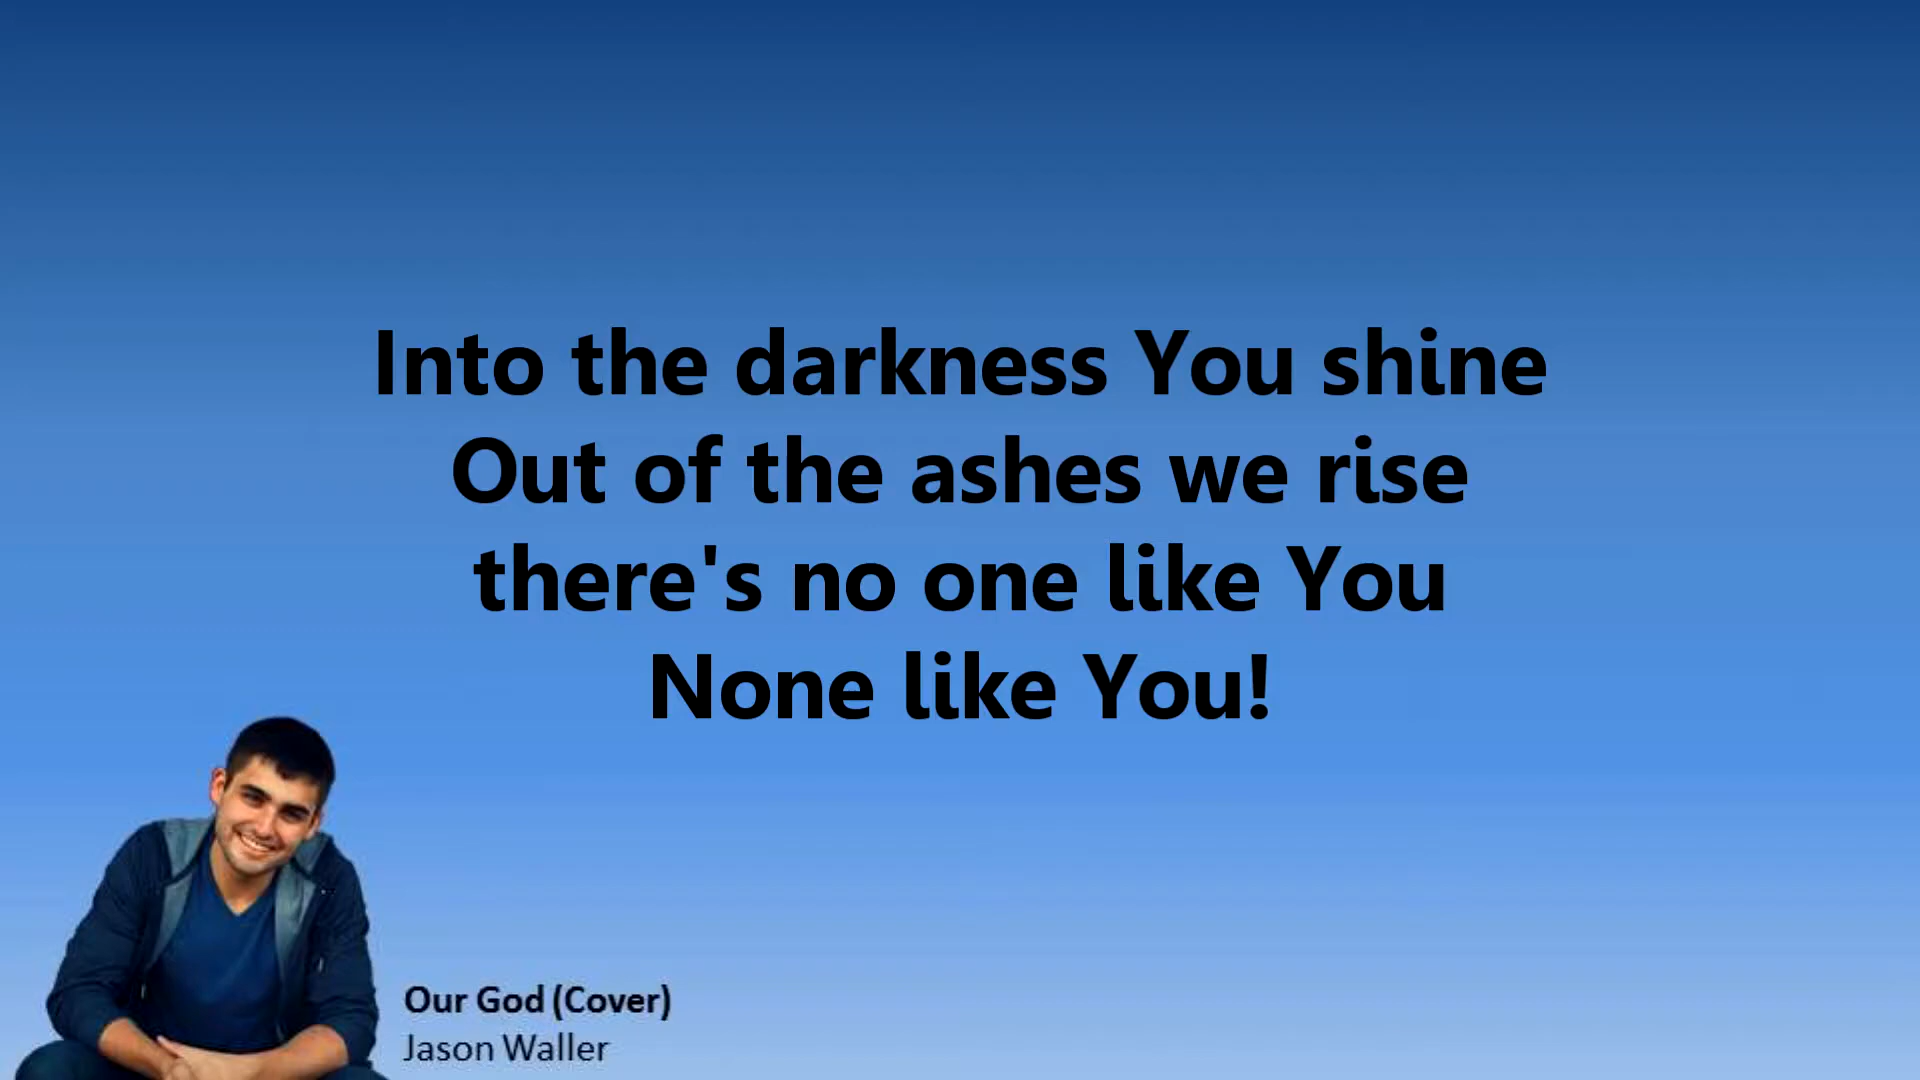 Into the darkness You shine
Out of the ashes we rise
there's no one like You
None like You!
Our God (Cover)
Jason Waller